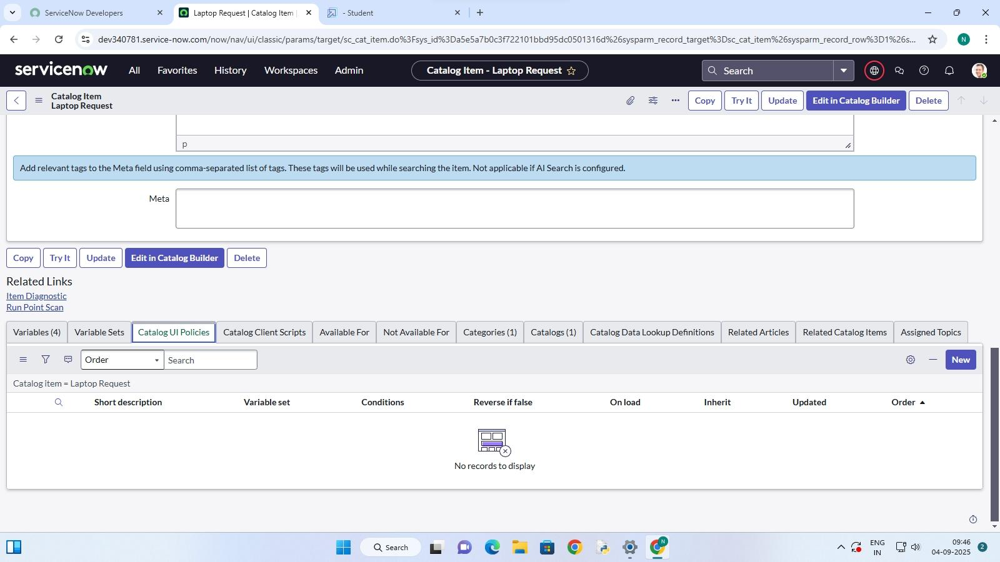 ServiceNow Developers
Laptop Request | Catalog Item
- Student
dev340781.service-now.com/now/nav/ui/classic/params/target/sc_cat_item.do%3Fsys_id%3Da5e5a7b0c3f722101bbd95dc0501316d%26sysparm_record_target%3Dsc_cat_item%26sysparm_record_row%3D1%26s...
N
servicenow
All
Favorites
History
Workspaces
Admin
Catalog Item - Laptop Request
Search
Catalog Item
Laptop Request
Copy
Try It
Update
Edit in Catalog Builder
Delete
p
Add relevant tags to the Meta field using comma-separated list of tags. These tags will be used while searching the item. Not applicable if AI Search is configured.
Meta
Copy
Try It
Update
Edit in Catalog Builder
Delete
Related Links
Item Diagnostic
Run Point Scan
Variables (4)
Variable Sets
Catalog UI Policies
Catalog Client Scripts
Available For
Not Available For
Categories (1)
Catalogs (1)
Catalog Data Lookup Definitions
Related Articles
Related Catalog Items
Assigned Topics
Order
Search
New
Catalog item = Laptop Request
Short description
Variable set
Conditions
Reverse if false
On load
Inherit
Updated
Order
No records to display
Search
N
ENG
IN
09:46
04-09-2025
2